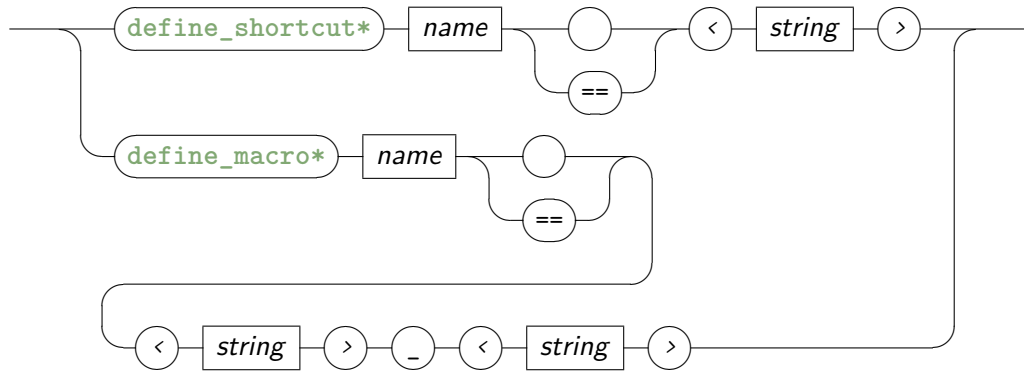 define_shortcut* name < string >
==
define_macro* name
==
< string > _ < string >